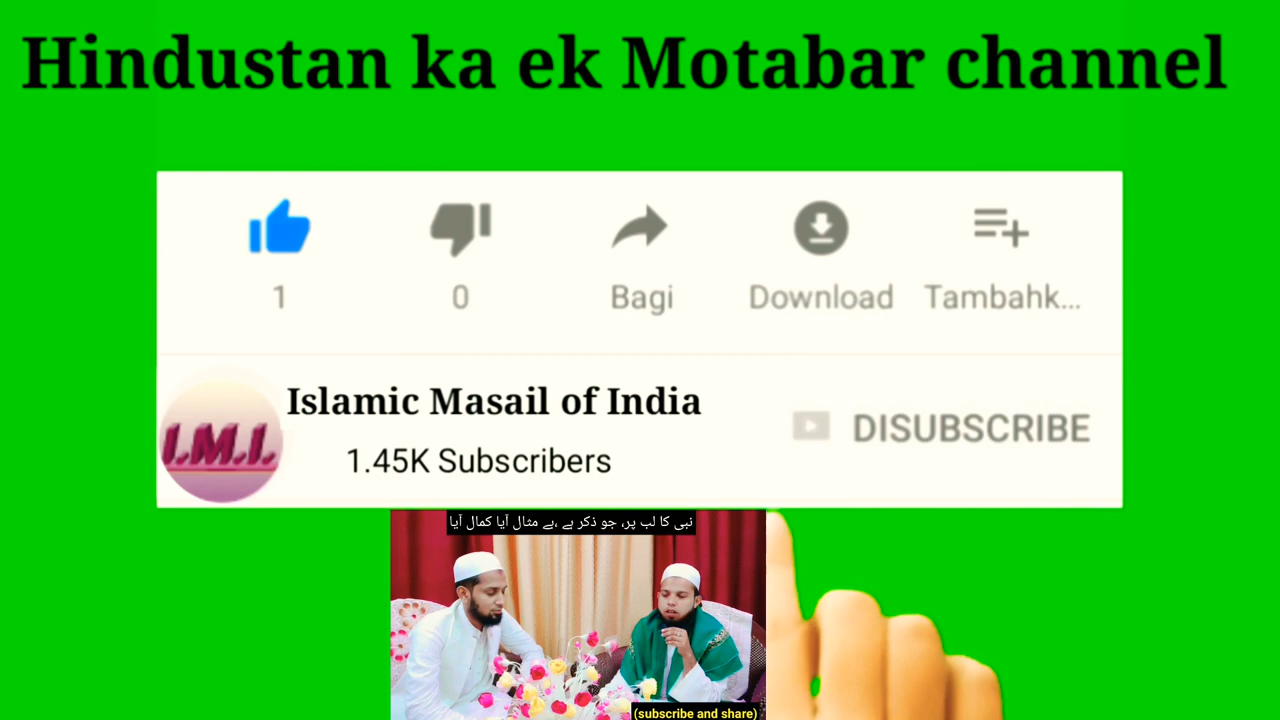 Hindustan ka ek Motabar channel
1
0
Bagi
Download
Tambahk...
I.M.I.
Islamic Masail of India
1.45K Subscribers
DISUBSCRIBE
نبی کا لب پر، جو ذکر ہے ،بے مثال آیا کمال آیا
(subscribe and share)